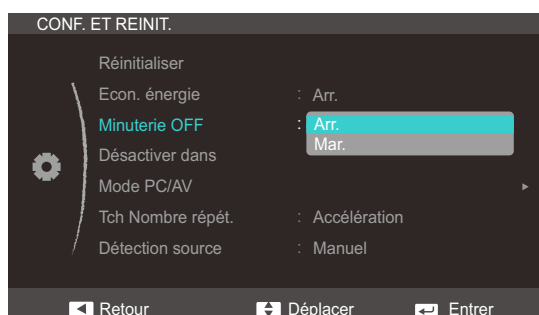 CONF. ET REINIT.
Réinitialiser
Econ. énergie : Arr.
Minuterie OFF : Arr.
Mar.
Désactiver dans
Mode PC/AV
Tch Nombre répét. : Accélération
Détection source : Manuel
Retour Déplacer Entrer